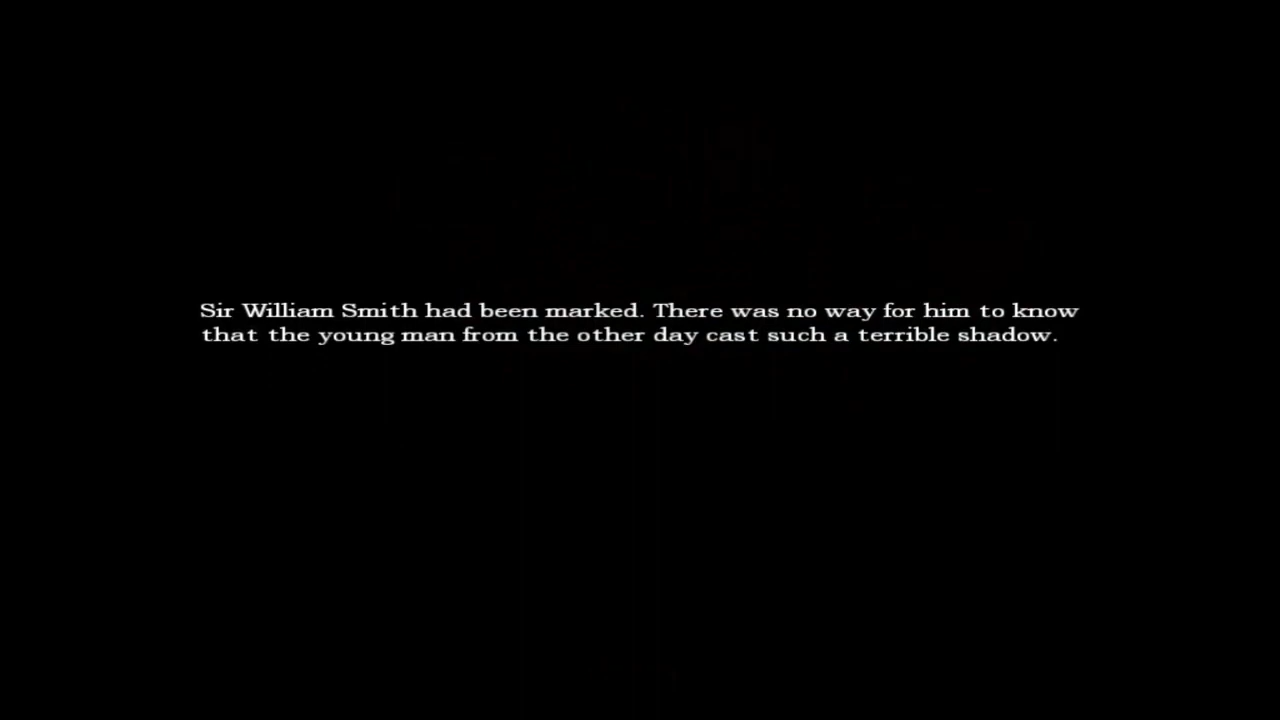 Sir William Smith had been marked. There was no way for him to know
that the young man from the other day cast such a terrible shadow.